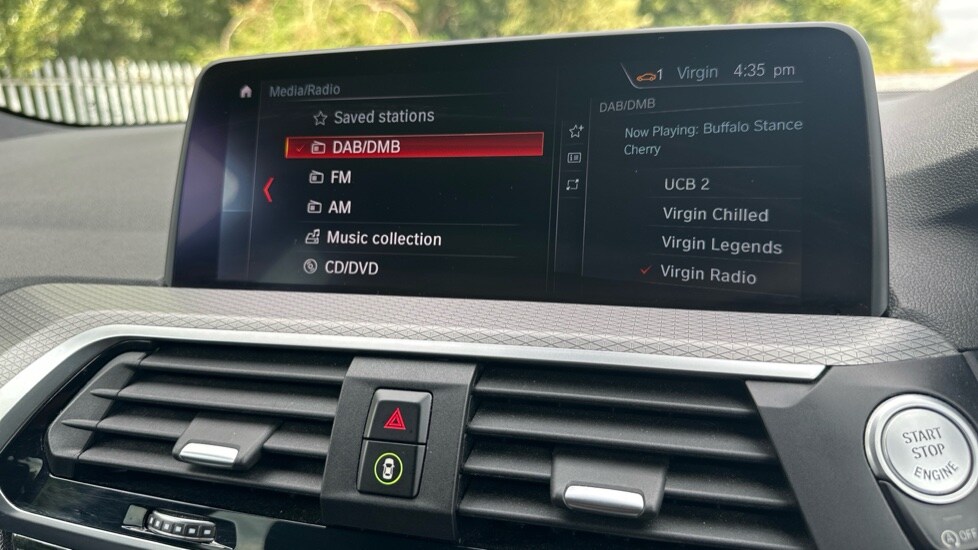 1 Virgin 4:35 pm
Media/Radio
Saved stations
DAB/DMB
FM
AM
Music collection
CD/DVD
DAB/DMB
Now Playing: Buffalo Stance
Cherry
UCB 2
Virgin Chilled
Virgin Legends
Virgin Radio
START
STOP
ENGINE
OFF